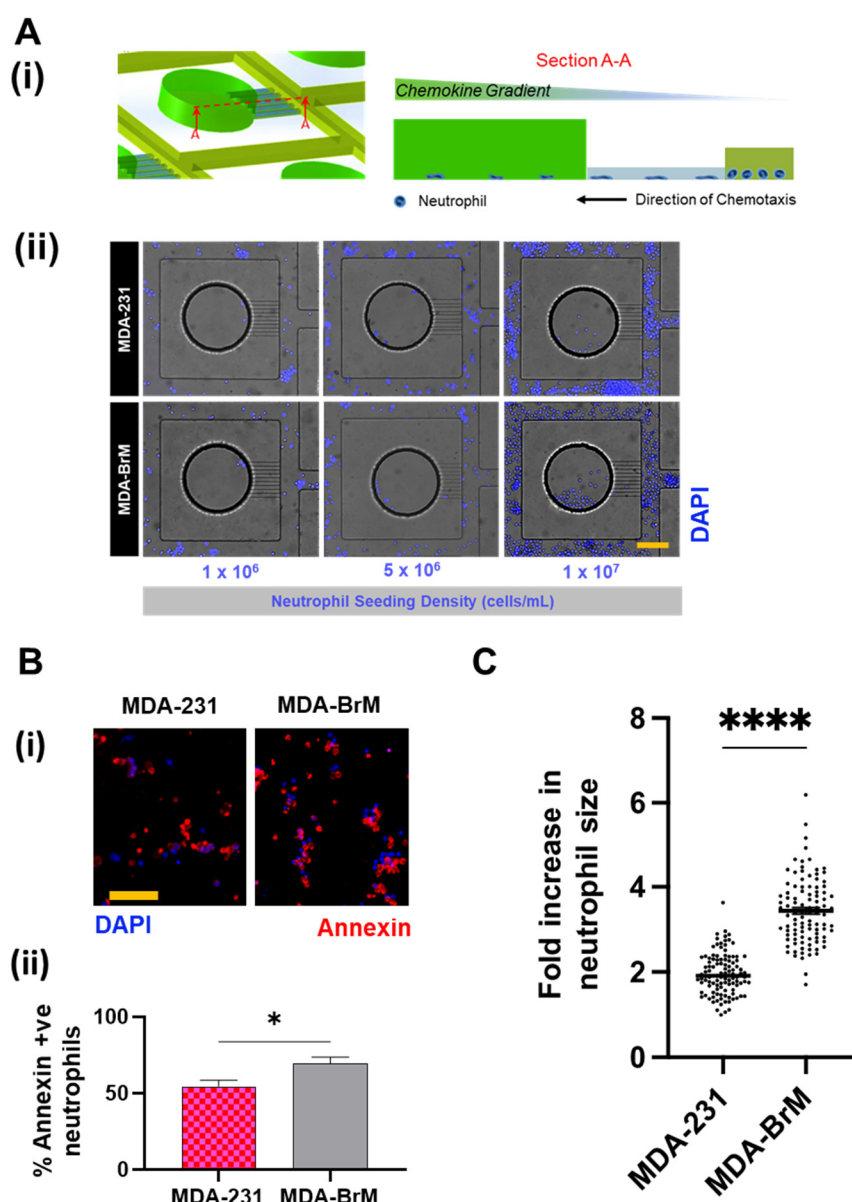 A
(i)
Section A-A
Chemokine Gradient
A
A
Neutrophil
Direction of Chemotaxis
(ii)
MDA-231
MDA-BrM
DAPI
1 x 10⁶
5 x 10⁶
1 x 10⁷
Neutrophil Seeding Density (cells/mL)
B
MDA-231
MDA-BrM
(i)
DAPI
Annexin
(ii)
% Annexin +ve
neutrophils
100
50
0
*
MDA-231
MDA-BrM
C
Fold increase in
neutrophil size
8
6
4
2
0
****
MDA-231
MDA-BrM